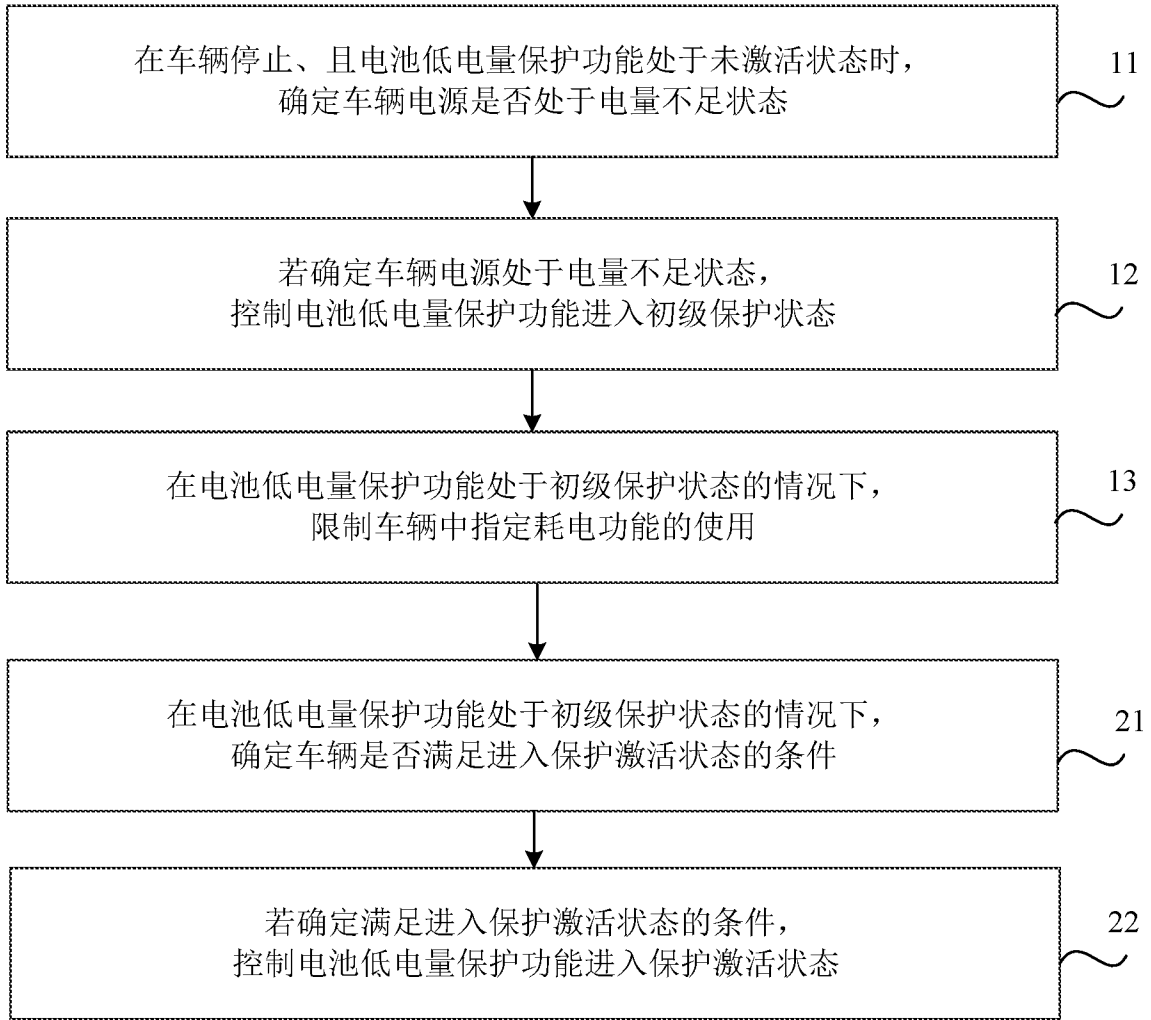 在车辆停止、且电池低电量保护功能处于未激活状态时，
确定车辆电源是否处于电量不足状态
11
若确定车辆电源处于电量不足状态，
控制电池低电量保护功能进入初级保护状态
12
在电池低电量保护功能处于初级保护状态的情况下，
限制车辆中指定耗电功能的使用
13
在电池低电量保护功能处于初级保护状态的情况下，
确定车辆是否满足进入保护激活状态的条件
21
若确定满足进入保护激活状态的条件，
控制电池低电量保护功能进入保护激活状态
22